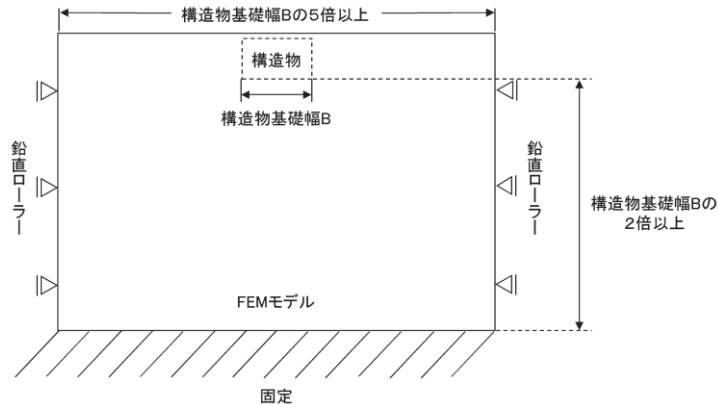 構造物基礎幅Bの5倍以上
構造物
構造物基礎幅B
鉛直ローラー
鉛直ローラー
構造物基礎幅Bの
2倍以上
FEMモデル
固定